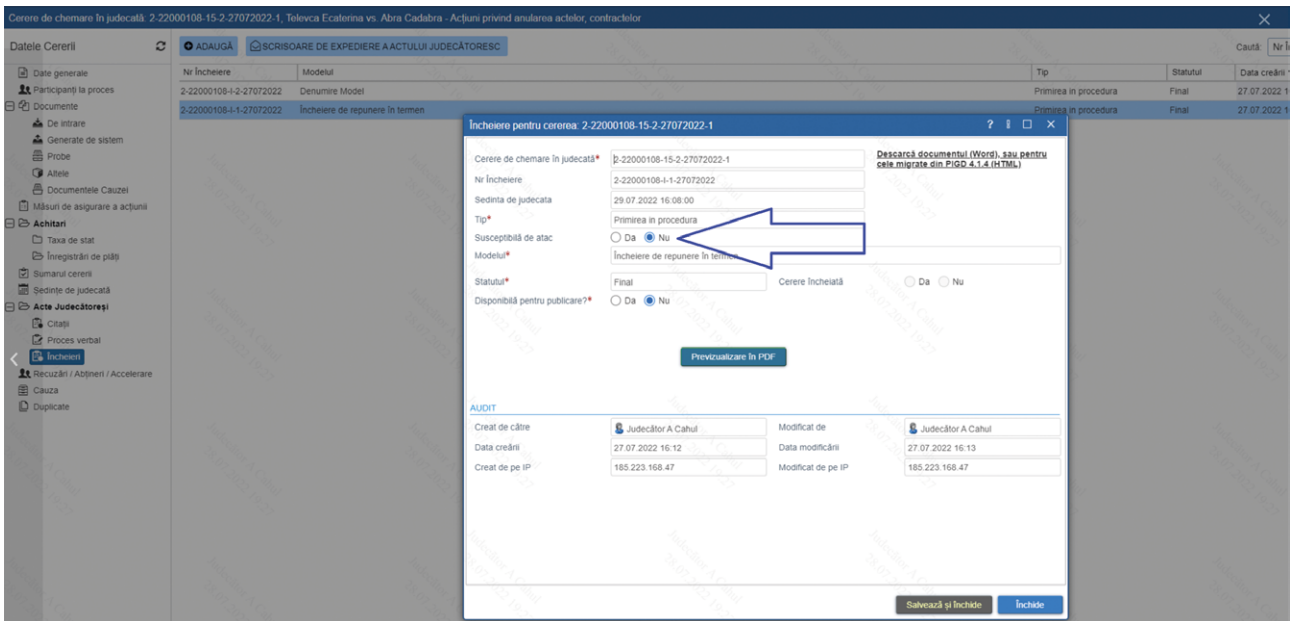 Cerere de chemare în judecată: 2-22000108-15-2-27072022-1, Televca Ecaterina vs. Abra Cadabra - Acțiuni privind anularea actelor, contractelor
Datele Cererii
ADAUGĂ
SCRISOARE DE EXPEDIERE A ACTULUI JUDECĂTORESC
Caută: Nr
Nr Încheiere Modelul Tip Statutul Data creării
2-22000108-I-2-27072022 Denumire Model Primirea in procedura Final 27.07.2022 1
2-22000108-I-1-27072022 Încheiere de repunere în termen Primirea in procedura Final 27.07.2022 1
Date generale
Participanți la proces
Documente
De intrare
Generate de sistem
Probe
Altele
Documentele Cauzei
Măsuri de asigurare a acțiunii
Achitari
Taxa de stat
Înregistrări de plăți
Sumarul cererii
Ședințe de judecată
Acte Judecătorești
Citații
Proces verbal
Încheieri
Recuzări / Abțineri / Accelerare
Cauza
Duplicate
Încheiere pentru cererea: 2-22000108-15-2-27072022-1
Cerere de chemare în judecată* 2-22000108-15-2-27072022-1
Descarcă documentul (Word), sau pentru
cele migrate din PIGD 4.1.4 (HTML)
Nr Încheiere 2-22000108-I-1-27072022
Sedinta de judecata 29.07.2022 16:08:00
Tip* Primirea in procedura
Susceptibilă de atac Da Nu
Modelul* Încheiere de repunere în termen
Statutul* Final Cerere încheiată Da Nu
Disponibilă pentru publicare?* Da Nu
Previzualizare în PDF
AUDIT
Creat de către Judecător A Cahul Modificat de Judecător A Cahul
Data creării 27.07.2022 16:12 Data modificării 27.07.2022 16:13
Creat de pe IP 185.223.168.47 Modificat de pe IP 185.223.168.47
Salvează și închide Închide